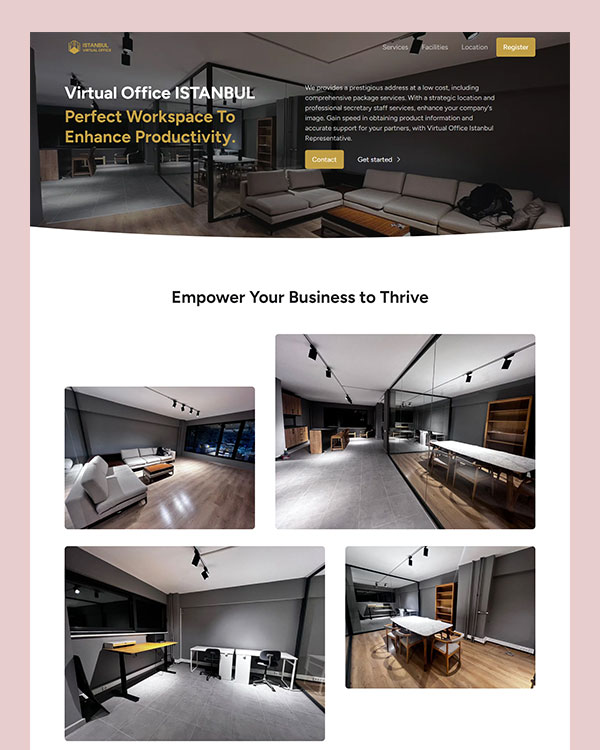 ISTANBUL
VIRTUAL OFFICE
Services Facilities Location Register
Virtual Office ISTANBUL
Perfect Workspace To
Enhance Productivity.
We provides a prestigious address at a low cost, including
comprehensive package services. With a strategic location and
professional secretary staff services, enhance your company's
image. Gain speed in obtaining product information and
accurate support for your partners, with Virtual Office Istanbul
Representative.
Contact Get started
Empower Your Business to Thrive